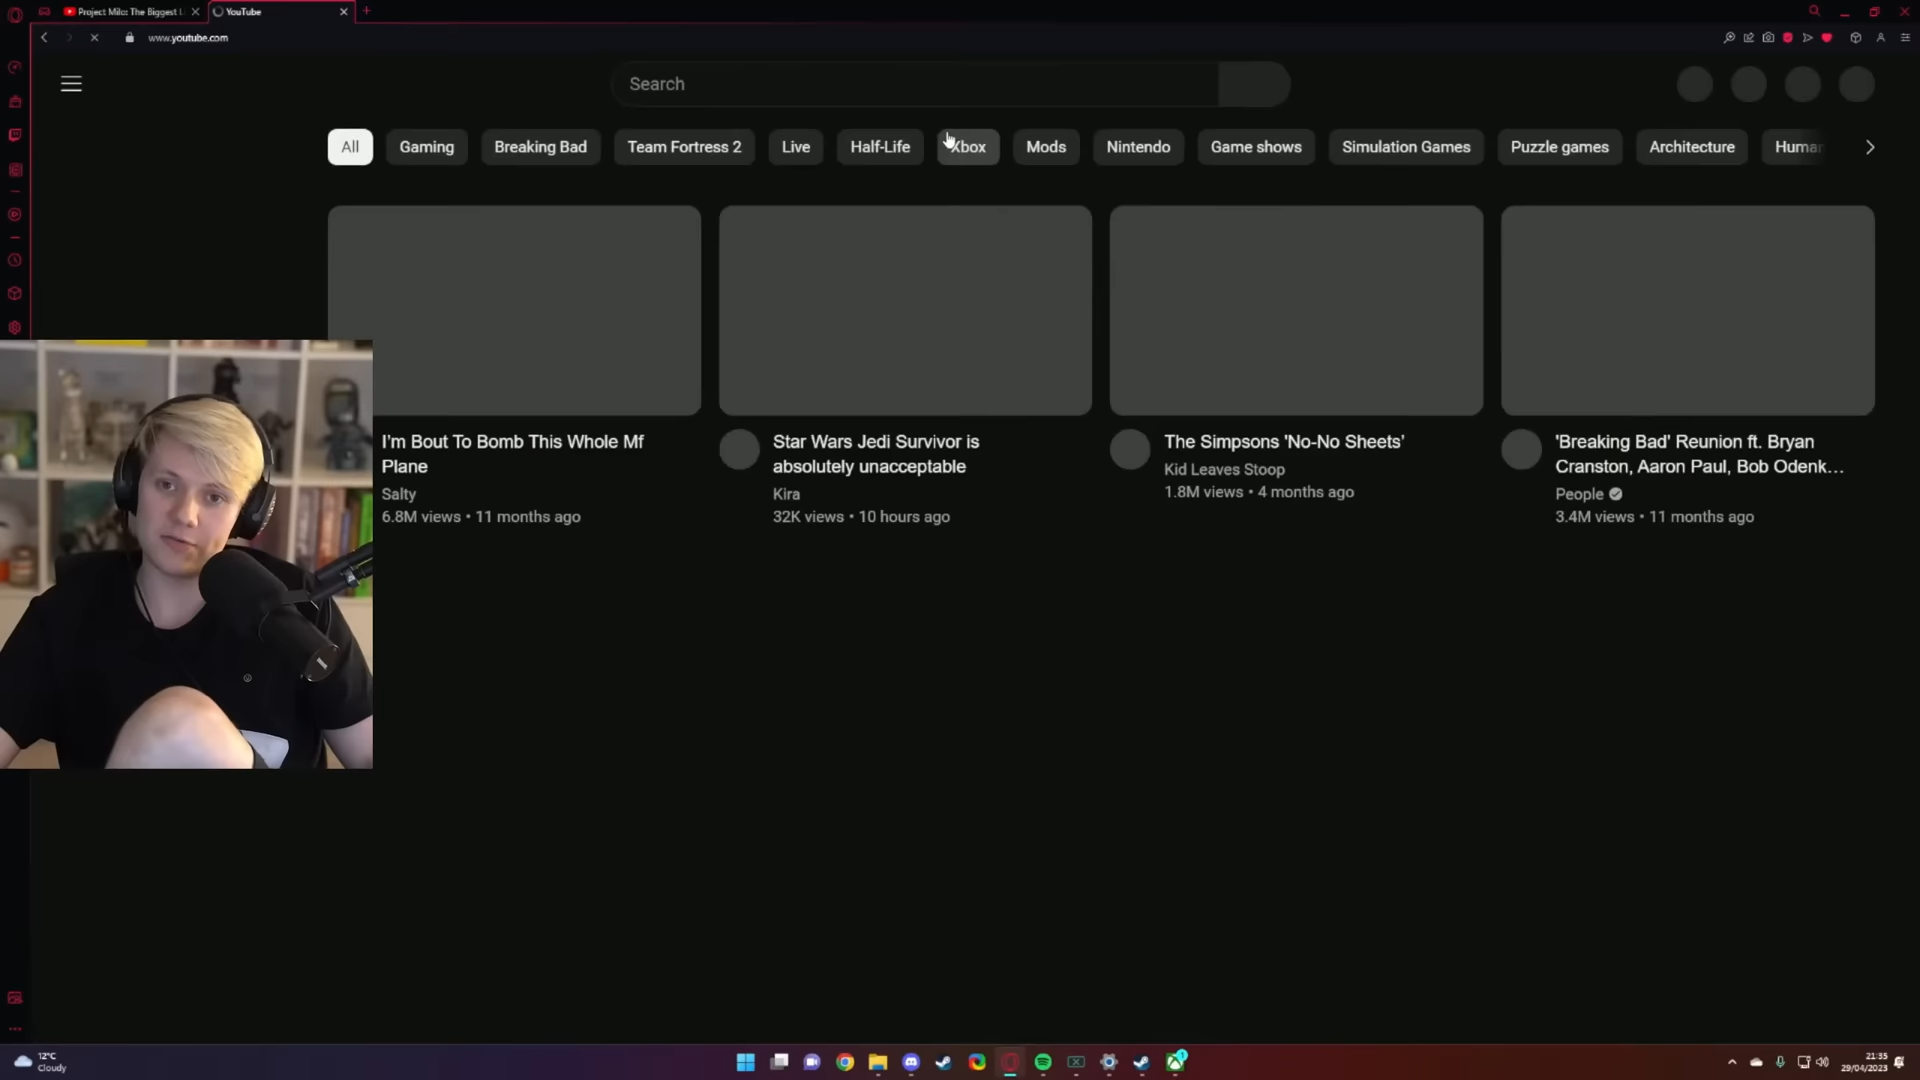 Project Milo: The Biggest L
YouTube
www.youtube.com
Search
All
Gaming
Breaking Bad
Team Fortress 2
Live
Half-Life
Xbox
Mods
Nintendo
Game shows
Simulation Games
Puzzle games
Architecture
Human
I'm Bout To Bomb This Whole Mf
Plane
Salty
6.8M views • 11 months ago
Star Wars Jedi Survivor is
absolutely unacceptable
Kira
32K views • 10 hours ago
The Simpsons 'No-No Sheets'
Kid Leaves Stoop
1.8M views • 4 months ago
'Breaking Bad' Reunion ft. Bryan
Cranston, Aaron Paul, Bob Odenk...
People
3.4M views • 11 months ago
12°C
Cloudy
1
21:35
29/04/2023